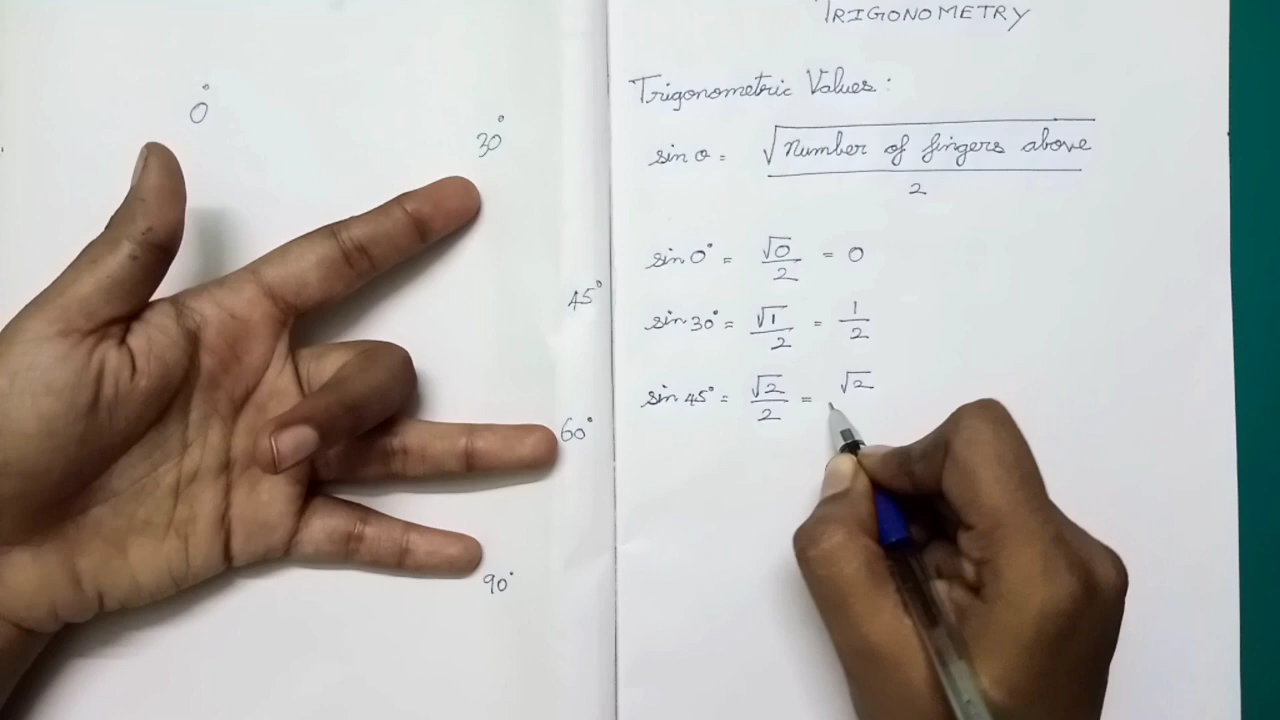 TRIGONOMETRY
Trigonometric Values:
sin θ = √Number of fingers above / 2
sin 0° = √0/2 = 0
sin 30° = √1/2 = 1/2
sin 45° = √2/2 = √2
0°
30°
45°
60°
90°